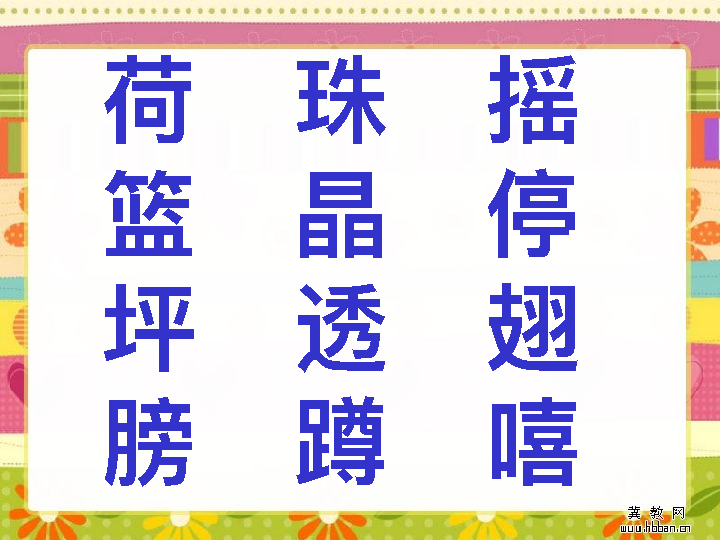 荷 珠 摇
篮 晶 停
坪 透 翅
膀 蹲 嘻
冀 教 网
www.hbban.cn